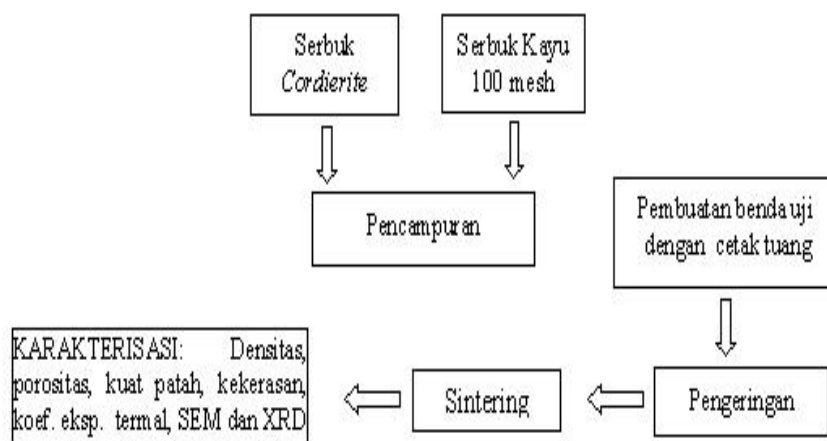 Serbuk
Cordierite
Serbuk Kayu
100 mesh
Pencampuran
Pembuatan benda uji
dengan cetak tuang
KARAKTERISASI: Densitas,
porositas, kuat patah, kekerasan,
koef. eksp. termal, SEM dan XRD
Sintering
Pengeringan